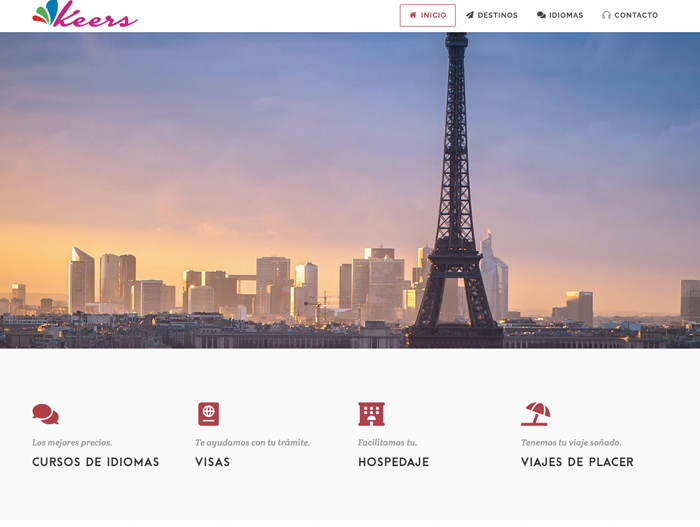 Keers
INICIO
DESTINOS
IDIOMAS
CONTACTO
Los mejores precios.
CURSOS DE IDIOMAS
Te ayudamos con tu trámite.
VISAS
Facilitamos tu.
HOSPEDAJE
Tenemos tu viaje soñado.
VIAJES DE PLACER